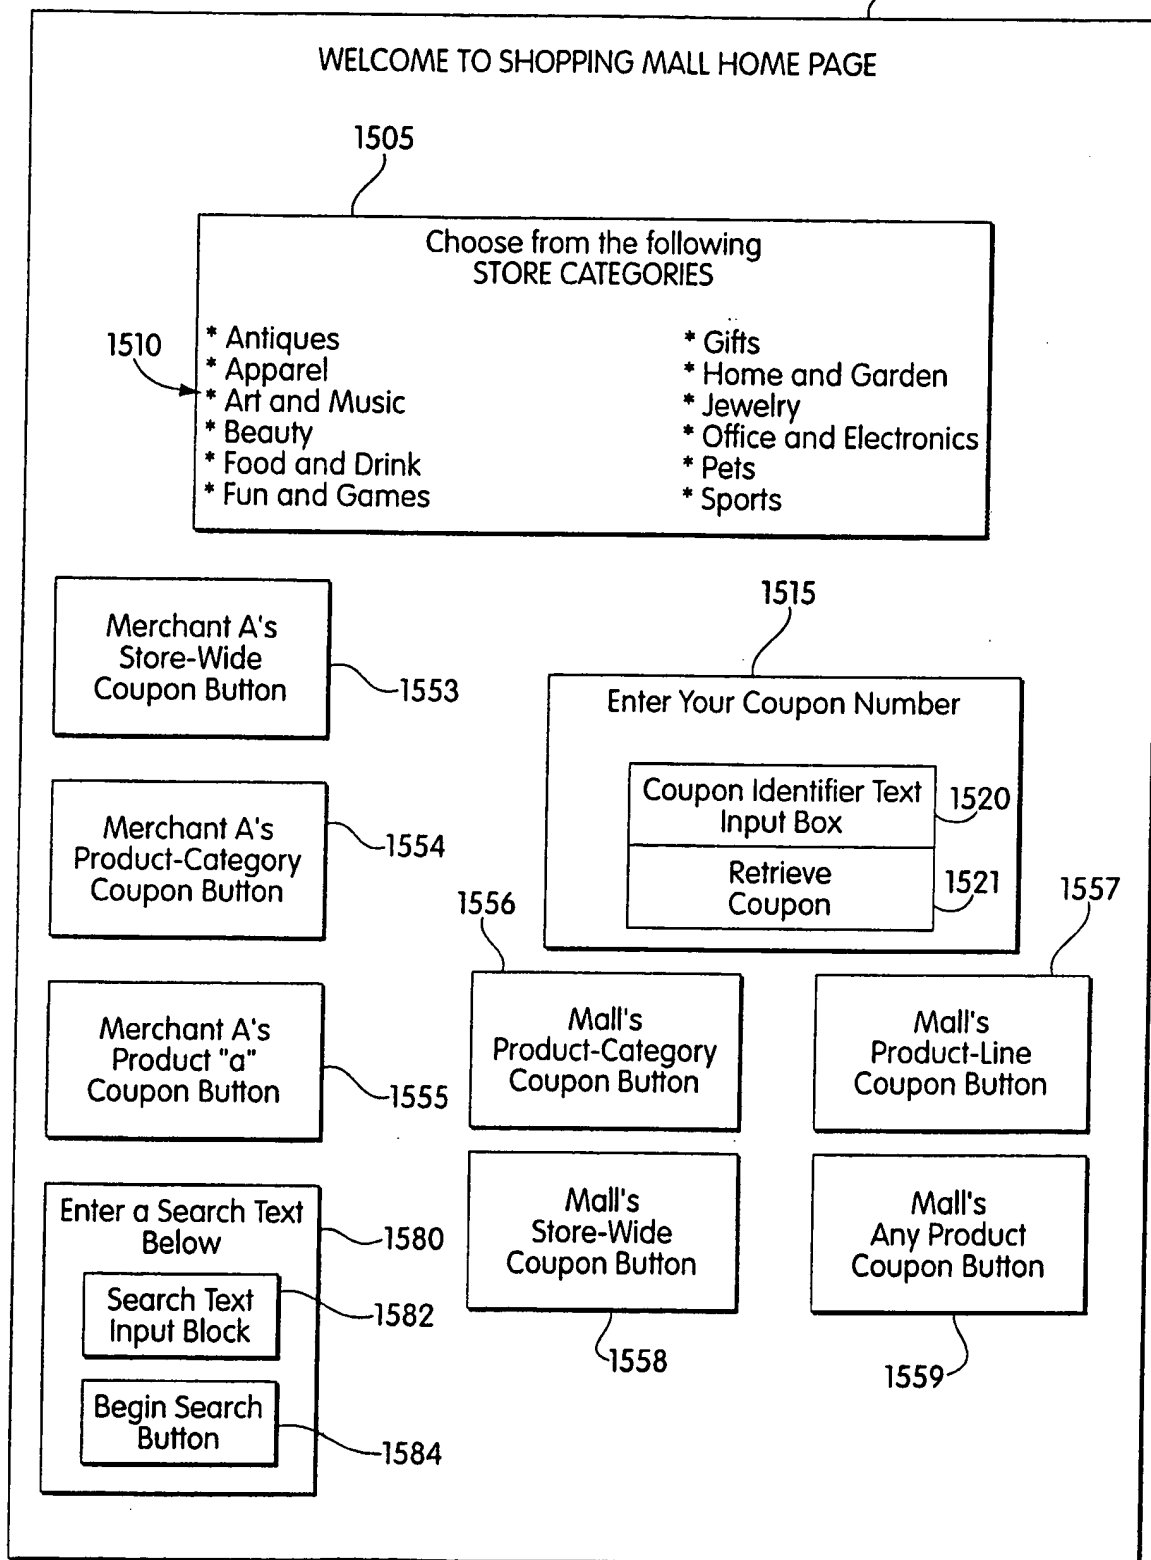 WELCOME TO SHOPPING MALL HOME PAGE
1505
Choose from the following
STORE CATEGORIES
1510
* Antiques
* Apparel
* Art and Music
* Beauty
* Food and Drink
* Fun and Games
* Gifts
* Home and Garden
* Jewelry
* Office and Electronics
* Pets
* Sports
Merchant A's
Store-Wide
Coupon Button
1553
1515
Enter Your Coupon Number
Coupon Identifier Text
Input Box
1520
Retrieve
Coupon
1521
Merchant A's
Product-Category
Coupon Button
1554
1556
1557
Merchant A's
Product "a"
Coupon Button
1555
Mall's
Product-Category
Coupon Button
Mall's
Product-Line
Coupon Button
Enter a Search Text
Below
1580
Search Text
Input Block
1582
Begin Search
Button
1584
Mall's
Store-Wide
Coupon Button
1558
Mall's
Any Product
Coupon Button
1559